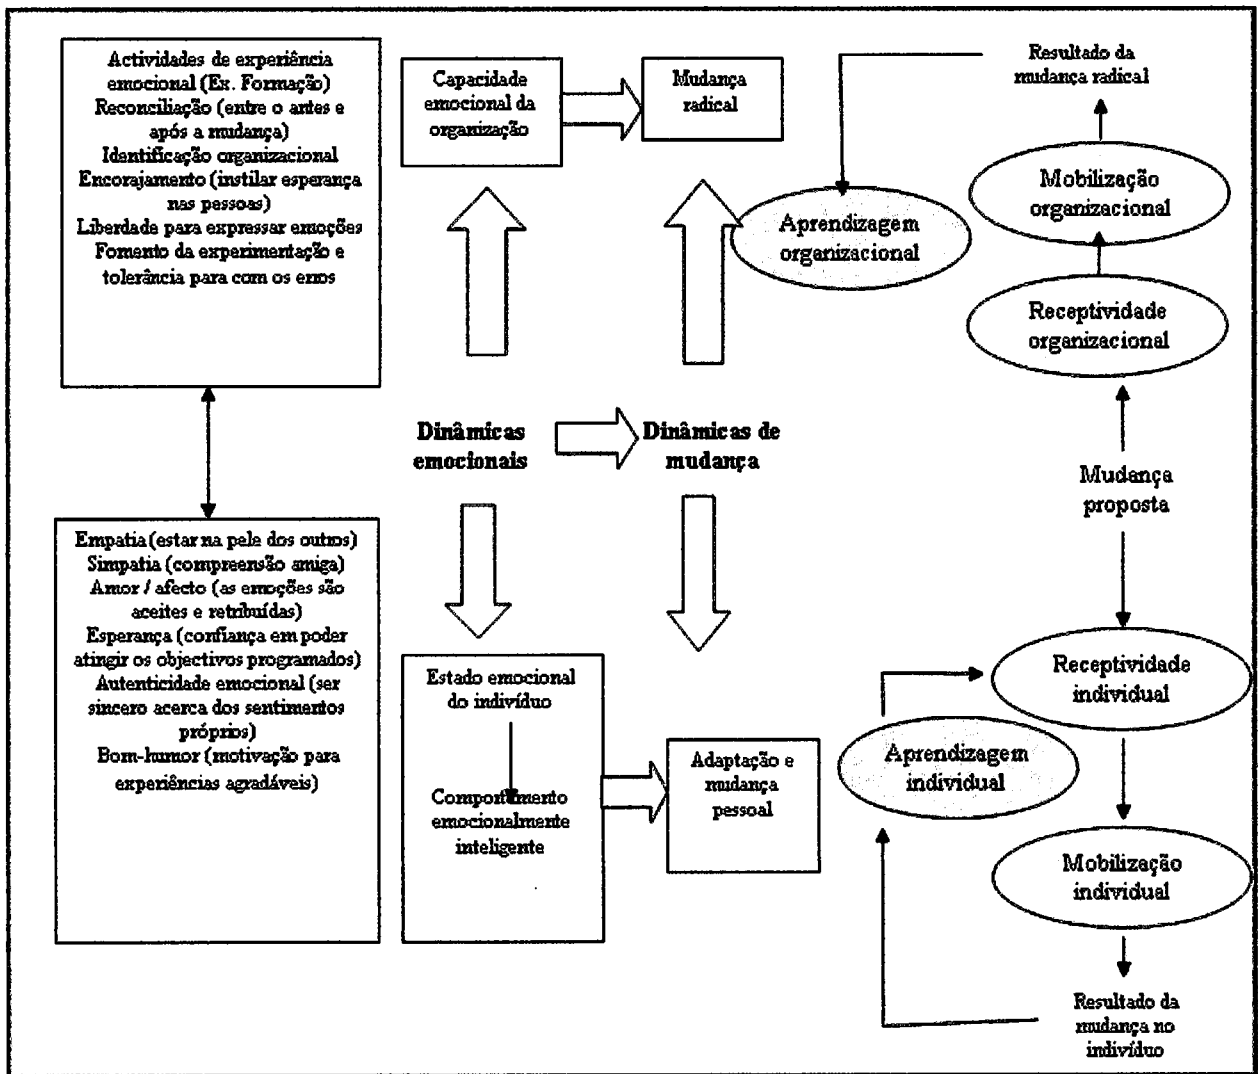 Actividades de experiência
emocional (Ex. Formação)
Reconciliação (entre o antes e
após a mudança)
Identificação organizacional
Encorajamento (instilar esperança
nas pessoas)
Liberdade para expressar emoções
Fomento da experimentação e
tolerância para com os erros
Capacidade
emocional da
organização
Mudança
radical
Resultado da
mudança radical
Mobilização
organizacional
Aprendizagem
organizacional
Receptividade
organizacional
Dinâmicas
emocionais
Dinâmicas de
mudança
Mudança
proposta
Empatia (estar na pele dos outros)
Simpatia (compreensão amiga)
Amor / afecto (as emoções são
aceites e retribuídas)
Esperança (confiança em poder
atingir os objectivos programados)
Autenticidade emocional (ser
sincero acerca dos sentimentos
próprios)
Bom-humor (motivação para
experiências agradáveis)
Estado emocional
do indivíduo
Comportamento
emocionalmente
inteligente
Adaptação e
mudança
pessoal
Receptividade
individual
Aprendizagem
individual
Mobilização
individual
Resultado da
mudança no
indivíduo